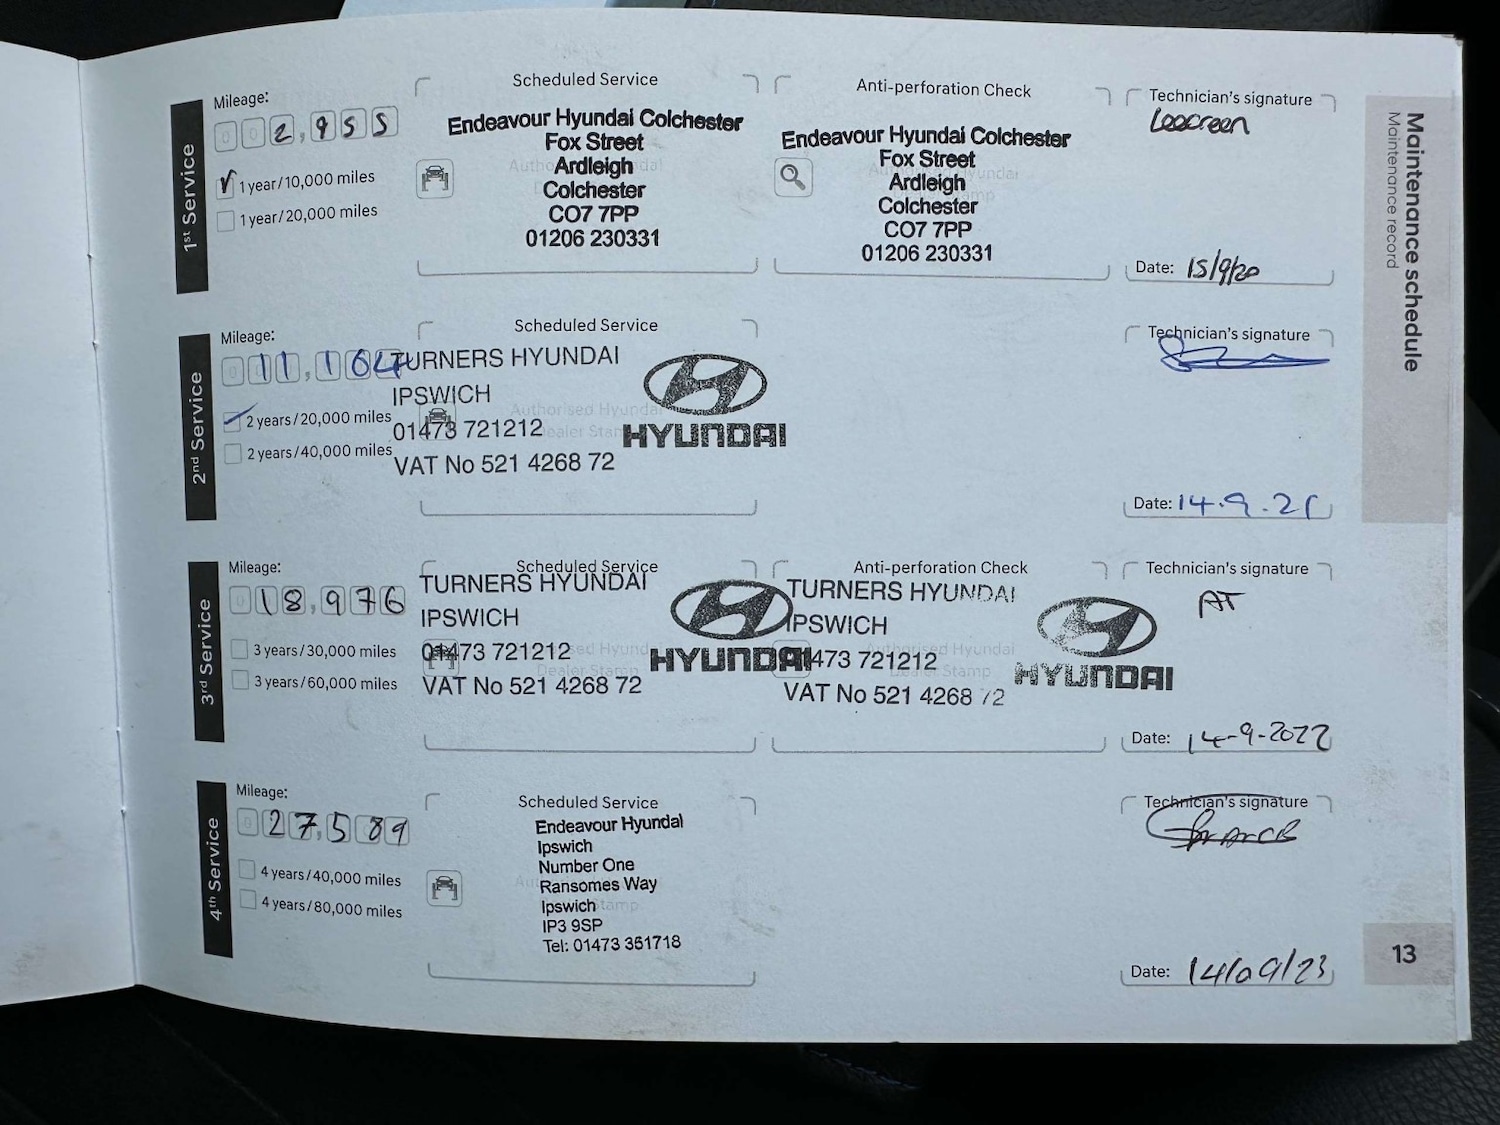 Maintenance schedule
Maintenance record
1st Service
Mileage:
002,955
1 year/10,000 miles
1 year/20,000 miles
Scheduled Service
Endeavour Hyundai Colchester
Fox Street
Ardleigh
Colchester
CO7 7PP
01206 230331
Anti-perforation Check
Endeavour Hyundai Colchester
Fox Street
Ardleigh
Colchester
CO7 7PP
01206 230331
Technician's signature
Date: 15/9/20
2nd Service
Mileage:
011,164
2 years/20,000 miles
2 years/40,000 miles
Scheduled Service
TURNERS HYUNDAI
IPSWICH
Authorised Hyundai
Dealer Stamp
01473 721212
VAT No 521 4268 72
HYUNDAI
Technician's signature
Date: 14.9.21
3rd Service
Mileage:
018,976
3 years/30,000 miles
3 years/60,000 miles
Scheduled Service
TURNERS HYUNDAI
IPSWICH
01473 721212
VAT No 521 4268 72
HYUNDAI
Anti-perforation Check
TURNERS HYUNDAI
IPSWICH
Authorised Hyundai
Dealer Stamp
01473 721212
VAT No 521 4268 72
HYUNDAI
Technician's signature
AT
Date: 14-9-2022
4th Service
Mileage:
027,589
4 years/40,000 miles
4 years/80,000 miles
Scheduled Service
Endeavour Hyundai
Ipswich
Number One
Ransomes Way
Ipswich
IP3 9SP
Tel: 01473 351718
Technician's signature
Date: 14/09/23
13